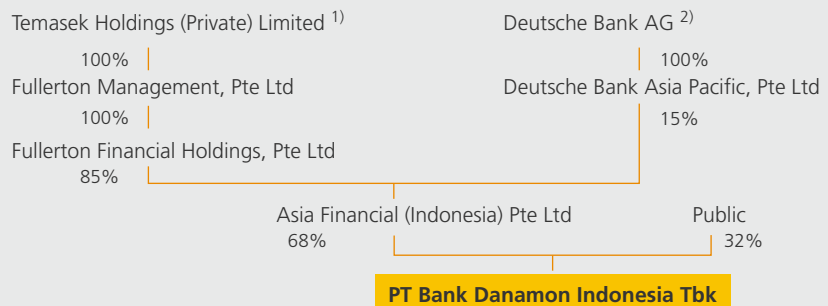 Temasek Holdings (Private) Limited 1)
Deutsche Bank AG 2)
100%
100%
Fullerton Management, Pte Ltd
Deutsche Bank Asia Pacific, Pte Ltd
100%
15%
Fullerton Financial Holdings, Pte Ltd
85%
Asia Financial (Indonesia) Pte Ltd
Public
68%
32%
PT Bank Danamon Indonesia Tbk